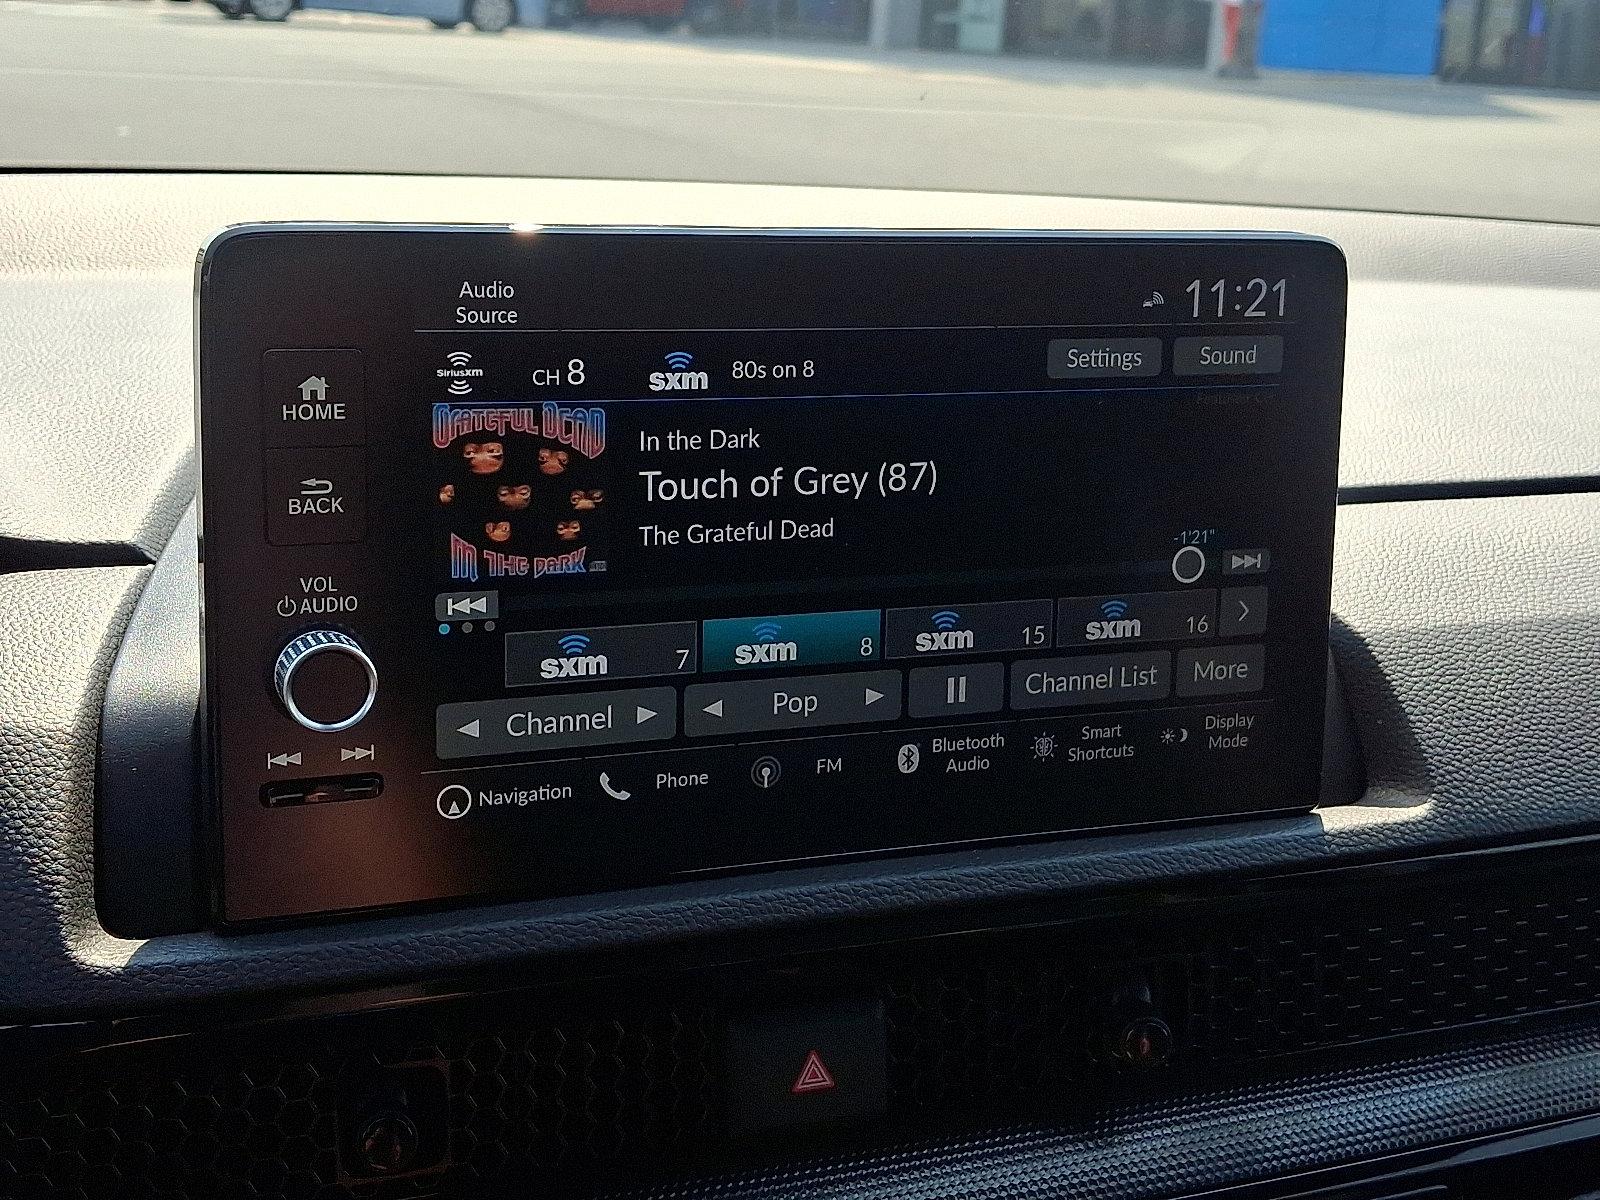 Audio
Source
11:21
SiriusXM
CH 8
sxm
80s on 8
Settings
Sound
HOME
BACK
VOL
AUDIO
GRATEFUL DEAD
IN THE DARK
In the Dark
Touch of Grey (87)
The Grateful Dead
-1'21"
sxm 7
sxm 8
sxm 15
sxm 16
Channel
Pop
Channel List
More
Navigation
Phone
FM
Bluetooth
Audio
Smart
Shortcuts
Display
Mode